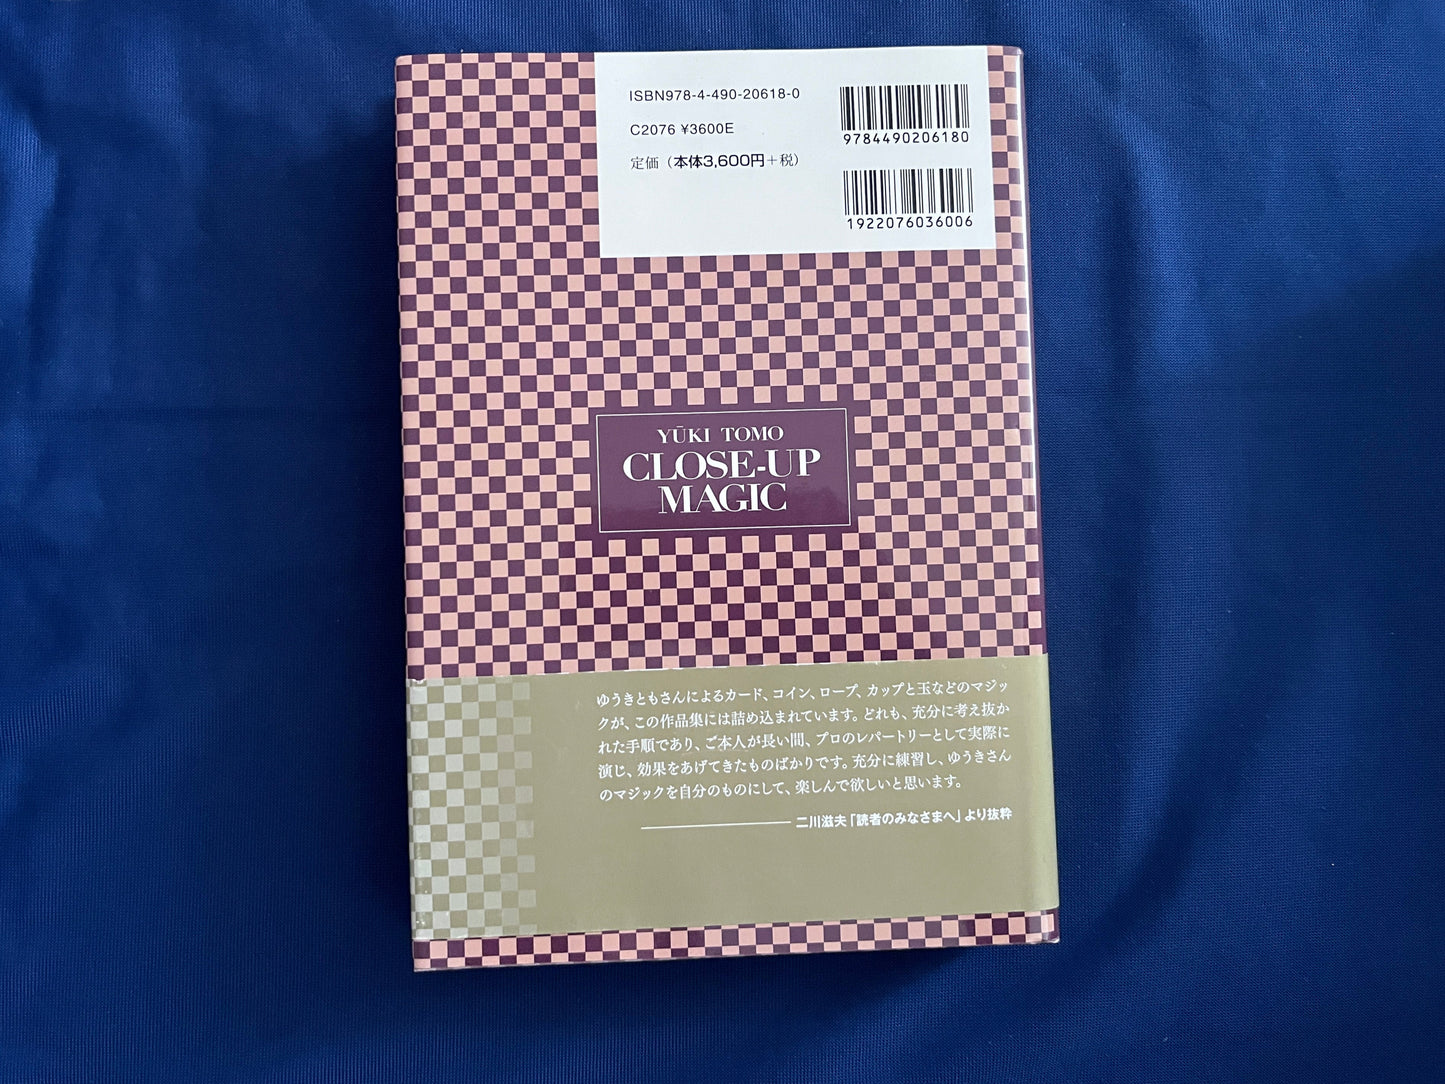 ISBN978-4-490-20618-0
C2076 ¥3600E
定価（本体3,600円＋税）
9784490206180
1922076036006
YŪKI TOMO
CLOSE-UP
MAGIC
ゆうきともさんによるカード、コイン、ロープ、カップと玉などのマジッ
クが、この作品集には詰め込まれています。どれも、充分に考え抜か
れた手順であり、ご本人が長い間、プロのレパートリーとして実際に
演じ、効果をあげてきたものばかりです。充分に練習し、ゆうきさん
のマジックを自分のものにして、楽しんで欲しいと思います。
二川滋夫「読者のみなさまへ」より抜粋